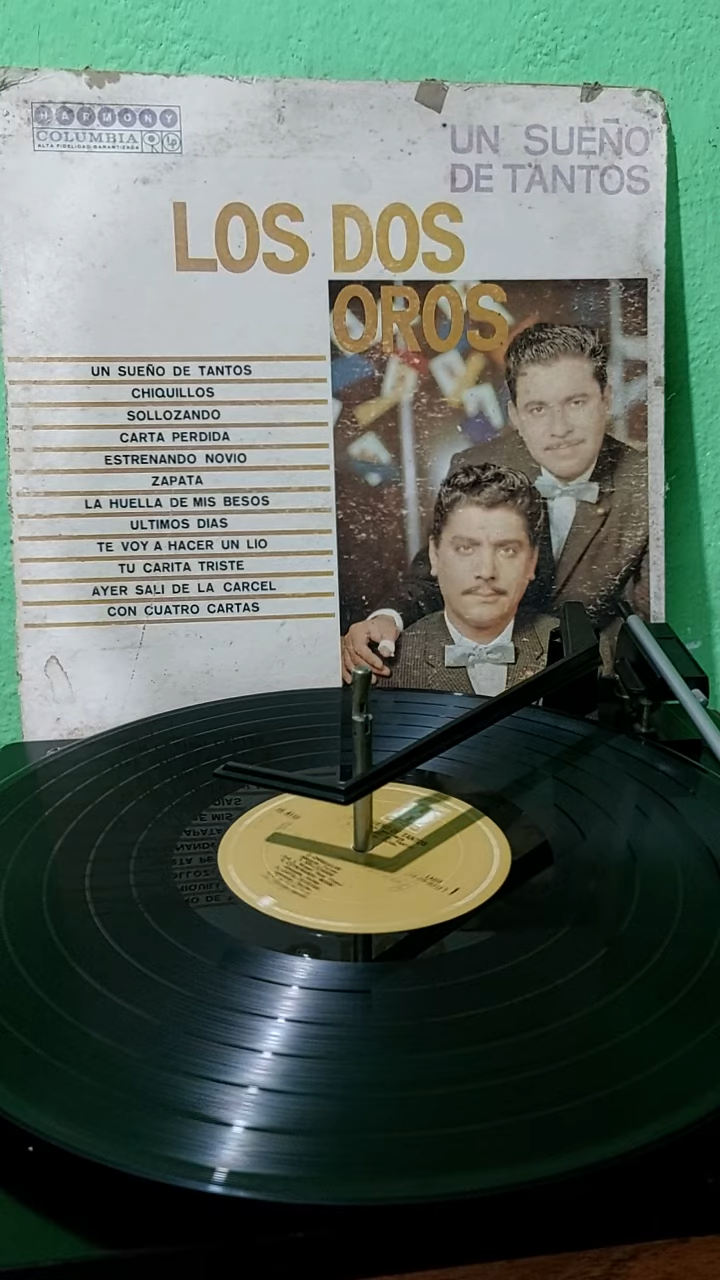 HARMONY
COLUMBIA
ALTA FIDELIDAD GARANTIZADA
LP
UN SUEÑO
DE TANTOS
LOS DOS
OROS
UN SUEÑO DE TANTOS
CHIQUILLOS
SOLLOZANDO
CARTA PERDIDA
ESTRENANDO NOVIO
ZAPATA
LA HUELLA DE MIS BESOS
ULTIMOS DIAS
TE VOY A HACER UN LIO
TU CARITA TRISTE
AYER SALI DE LA CARCEL
CON CUATRO CARTAS
TANTOS